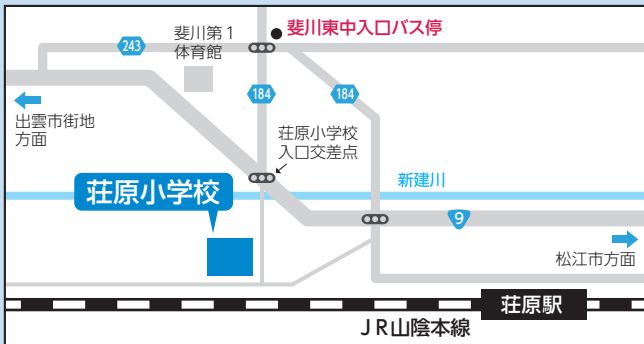 斐川第1
体育館
斐川東中入口バス停
243
184
184
出雲市街地
方面
荘原小学校
入口交差点
新建川
荘原小学校
9
松江市方面
荘原駅
JR山陰本線